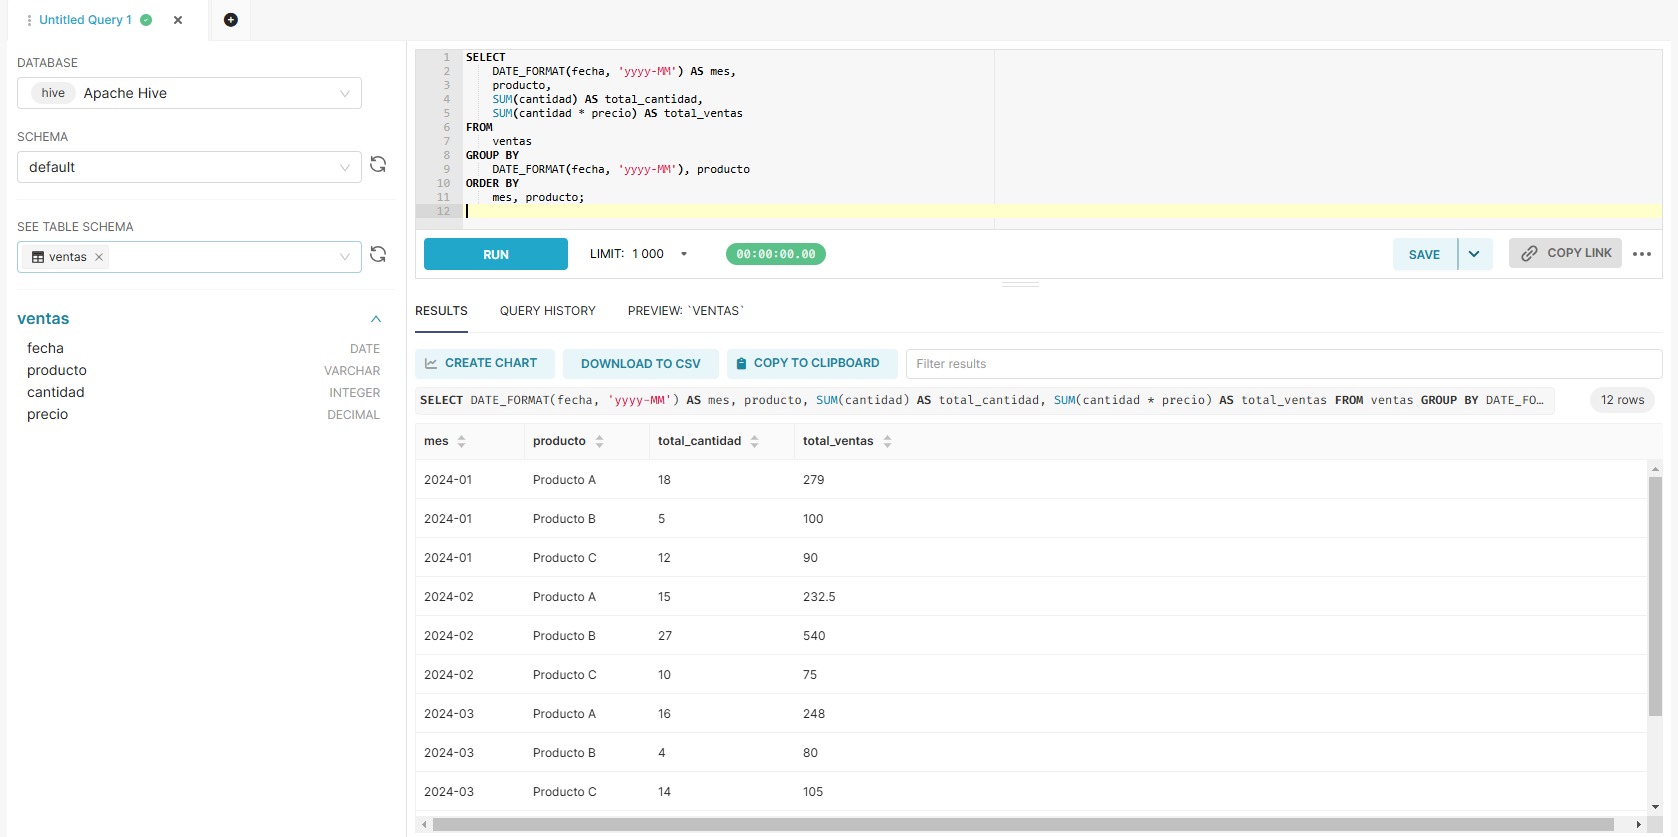 Untitled Query 1
DATABASE
hive Apache Hive
SCHEMA
default
SEE TABLE SCHEMA
ventas
ventas
fecha DATE
producto VARCHAR
cantidad INTEGER
precio DECIMAL
1 SELECT
2 DATE_FORMAT(fecha, 'yyyy-MM') AS mes,
3 producto,
4 SUM(cantidad) AS total_cantidad,
5 SUM(cantidad * precio) AS total_ventas
6 FROM
7 ventas
8 GROUP BY
9 DATE_FORMAT(fecha, 'yyyy-MM'), producto
10 ORDER BY
11 mes, producto;
12
RUN LIMIT: 1 000 00:00:00.00 SAVE COPY LINK
RESULTS QUERY HISTORY PREVIEW: `VENTAS`
CREATE CHART DOWNLOAD TO CSV COPY TO CLIPBOARD Filter results
SELECT DATE_FORMAT(fecha, 'yyyy-MM') AS mes, producto, SUM(cantidad) AS total_cantidad, SUM(cantidad * precio) AS total_ventas FROM ventas GROUP BY DATE_FO… 12 rows
mes producto total_cantidad total_ventas
2024-01 Producto A 18 279
2024-01 Producto B 5 100
2024-01 Producto C 12 90
2024-02 Producto A 15 232.5
2024-02 Producto B 27 540
2024-02 Producto C 10 75
2024-03 Producto A 16 248
2024-03 Producto B 4 80
2024-03 Producto C 14 105